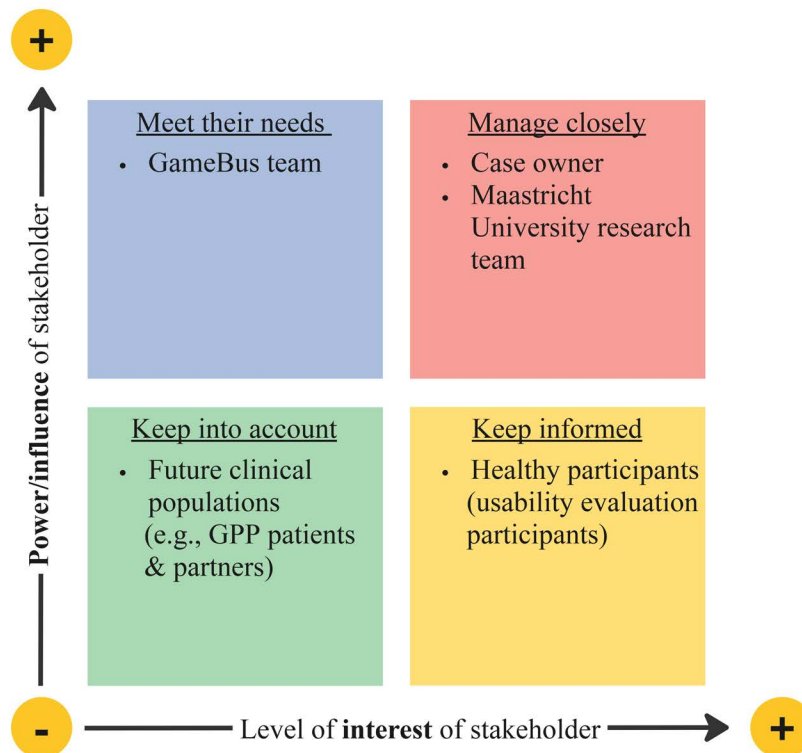 +
Power/influence of stakeholder
Meet their needs
• GameBus team
Manage closely
• Case owner
• Maastricht
University research
team
Keep into account
• Future clinical
populations
(e.g., GPP patients
& partners)
Keep informed
• Healthy participants
(usability evaluation
participants)
-
Level of interest of stakeholder
+